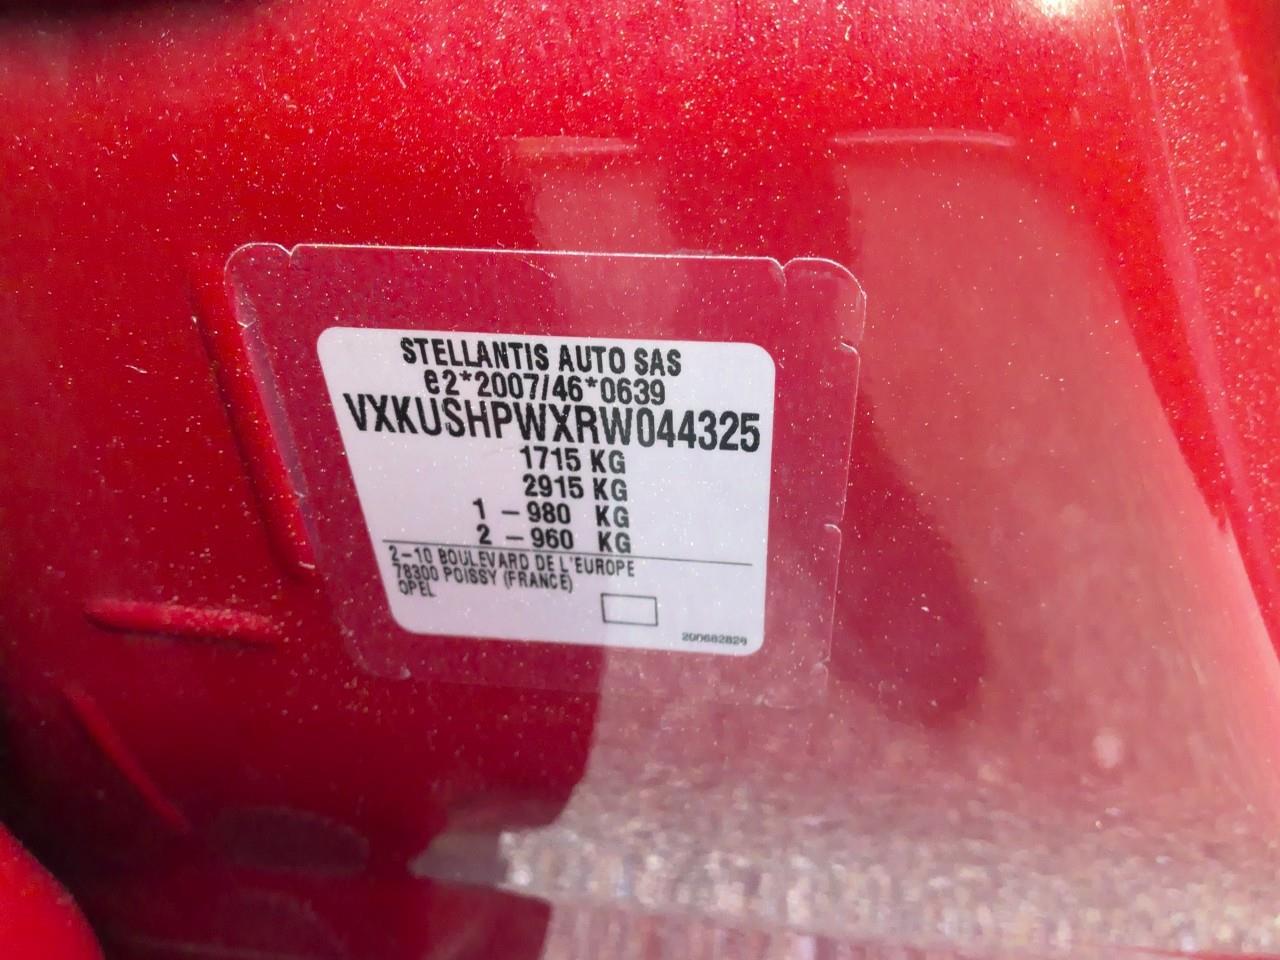 STELLANTIS AUTO SAS
e2*2007/46*0639
VXKUSHPWXRW044325
1715 KG
2915 KG
1 – 980 KG
2 – 960 KG
2–10 BOULEVARD DE L'EUROPE
78300 POISSY (FRANCE)
OPEL
200682829